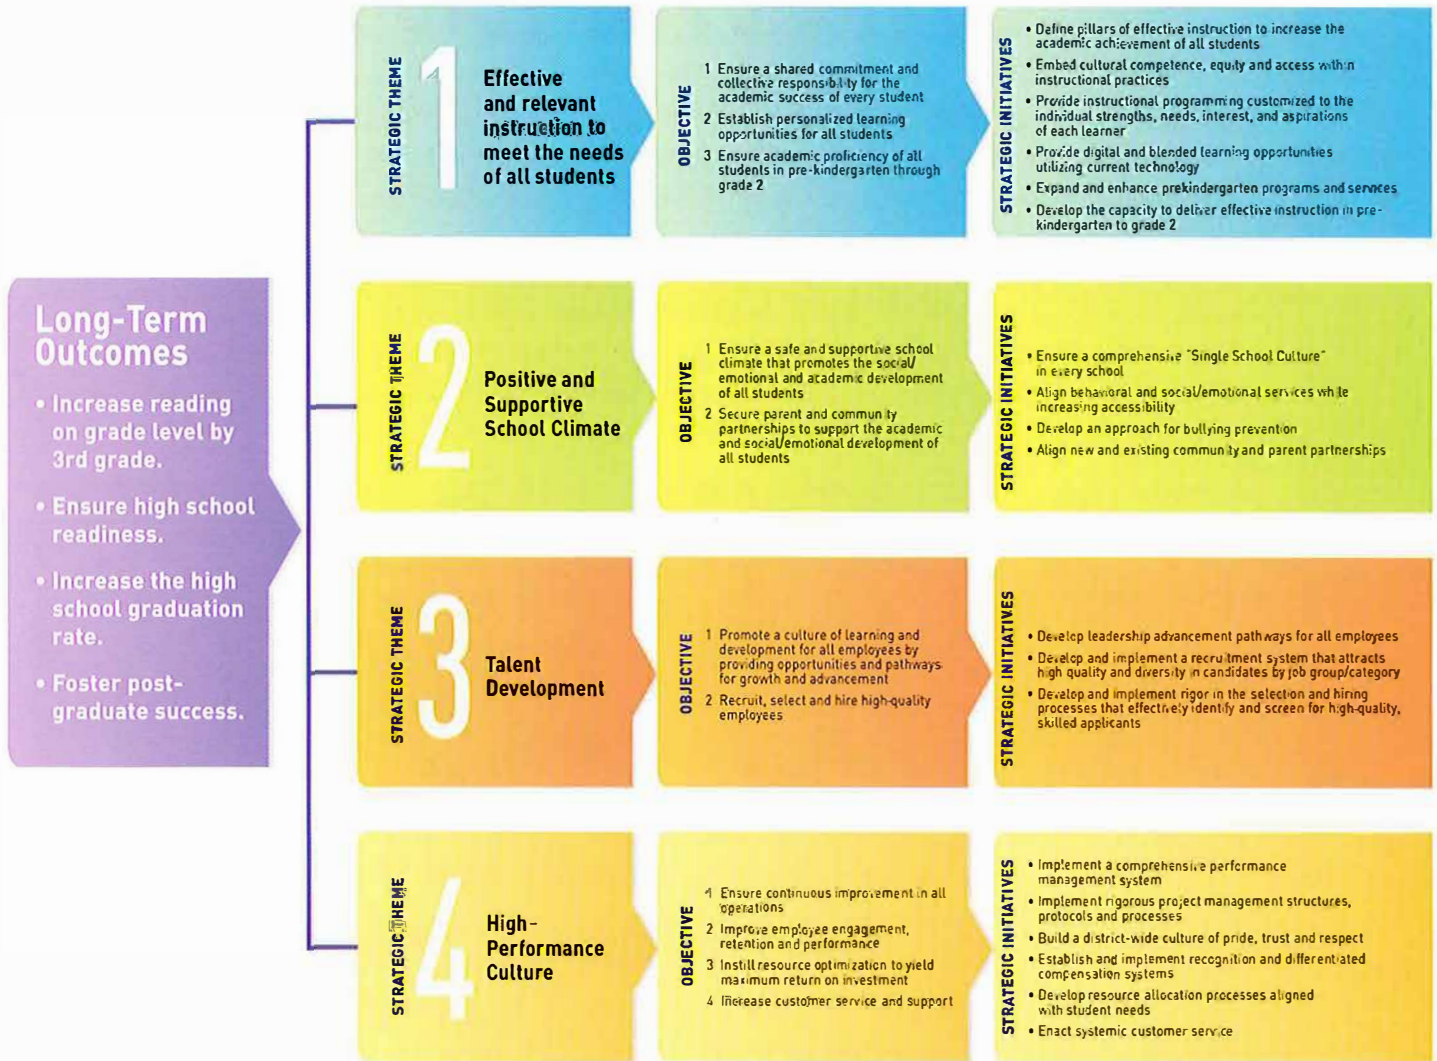 Long-Term
Outcomes
• Increase reading
on grade level by
3rd grade.
• Ensure high school
readiness.
• Increase the high
school graduation
rate.
• Foster post-
graduate success.
STRATEGIC THEME
1
Effective
and relevant
instruction to
meet the needs
of all students
OBJECTIVE
1 Ensure a shared commitment and
collective responsibility for the
academic success of every student
2 Establish personalized learning
opportunities for all students
3 Ensure academic proficiency of all
students in pre-kindergarten through
grade 2
STRATEGIC INITIATIVES
• Define pillars of effective instruction to increase the
academic achievement of all students
• Embed cultural competence, equity and access within
instructional practices
• Provide instructional programming customized to the
individual strengths, needs, interest, and aspirations
of each learner
• Provide digital and blended learning opportunities
utilizing current technology
• Expand and enhance prekindergarten programs and services
• Develop the capacity to deliver effective instruction in pre-
kindergarten to grade 2
STRATEGIC THEME
2
Positive and
Supportive
School Climate
OBJECTIVE
1 Ensure a safe and supportive school
climate that promotes the social/
emotional and academic development
of all students
2 Secure parent and community
partnerships to support the academic
and social/emotional development of
all students
STRATEGIC INITIATIVES
• Ensure a comprehensive "Single School Culture"
in every school
• Align behavioral and social/emotional services while
increasing accessibility
• Develop an approach for bullying prevention
• Align new and existing community and parent partnerships
STRATEGIC THEME
3
Talent
Development
OBJECTIVE
1 Promote a culture of learning and
development for all employees by
providing opportunities and pathways
for growth and advancement
2 Recruit, select and hire high-quality
employees
STRATEGIC INITIATIVES
• Develop leadership advancement pathways for all employees
• Develop and implement a recruitment system that attracts
high quality and diversity in candidates by job group/category
• Develop and implement rigor in the selection and hiring
processes that effectively identify and screen for high-quality,
skilled applicants
STRATEGIC THEME
4
High-
Performance
Culture
OBJECTIVE
1 Ensure continuous improvement in all
operations
2 Improve employee engagement,
retention and performance
3 Instill resource optimization to yield
maximum return on investment
4 Increase customer service and support
STRATEGIC INITIATIVES
• Implement a comprehensive performance
management system
• Implement rigorous project management structures,
protocols and processes
• Build a district-wide culture of pride, trust and respect
• Establish and implement recognition and differentiated
compensation systems
• Develop resource allocation processes aligned
with student needs
• Enact systemic customer service